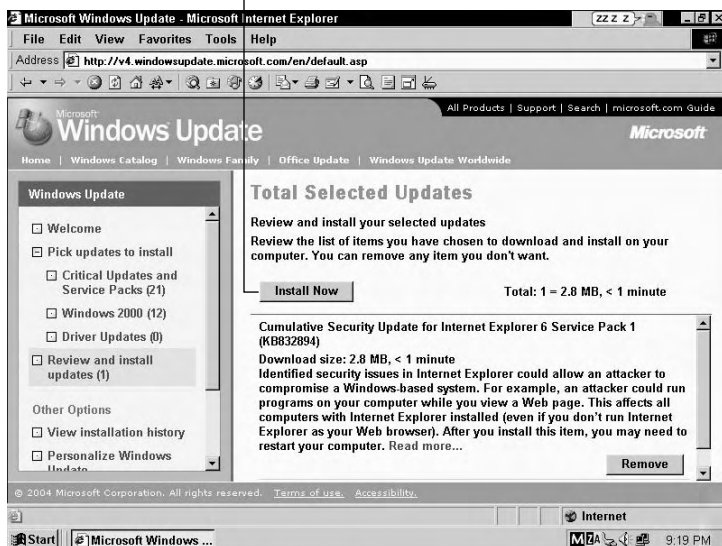 Microsoft Windows Update - Microsoft Internet Explorer
ZZ Z Z
File Edit View Favorites Tools Help
Address http://v4.windowsupdate.microsoft.com/en/default.asp
All Products | Support | Search | microsoft.com Guide
Microsoft
Windows Update
Microsoft
Home | Windows Catalog | Windows Family | Office Update | Windows Update Worldwide
Windows Update
Welcome
Pick updates to install
Critical Updates and
Service Packs (21)
Windows 2000 (12)
Driver Updates (0)
Review and install
updates (1)
Other Options
View installation history
Personalize Windows
Update
Total Selected Updates
Review and install your selected updates
Review the list of items you have chosen to download and install on your
computer. You can remove any item you don't want.
Install Now
Total: 1 = 2.8 MB, < 1 minute
Cumulative Security Update for Internet Explorer 6 Service Pack 1
(KB832894)
Download size: 2.8 MB, < 1 minute
Identified security issues in Internet Explorer could allow an attacker to
compromise a Windows-based system. For example, an attacker could run
programs on your computer while you view a Web page. This affects all
computers with Internet Explorer installed (even if you don't run Internet
Explorer as your Web browser). After you install this item, you may need to
restart your computer. Read more...
Remove
© 2004 Microsoft Corporation. All rights reserved. Terms of use. Accessibility.
Internet
Start
Microsoft Windows ...
9:19 PM